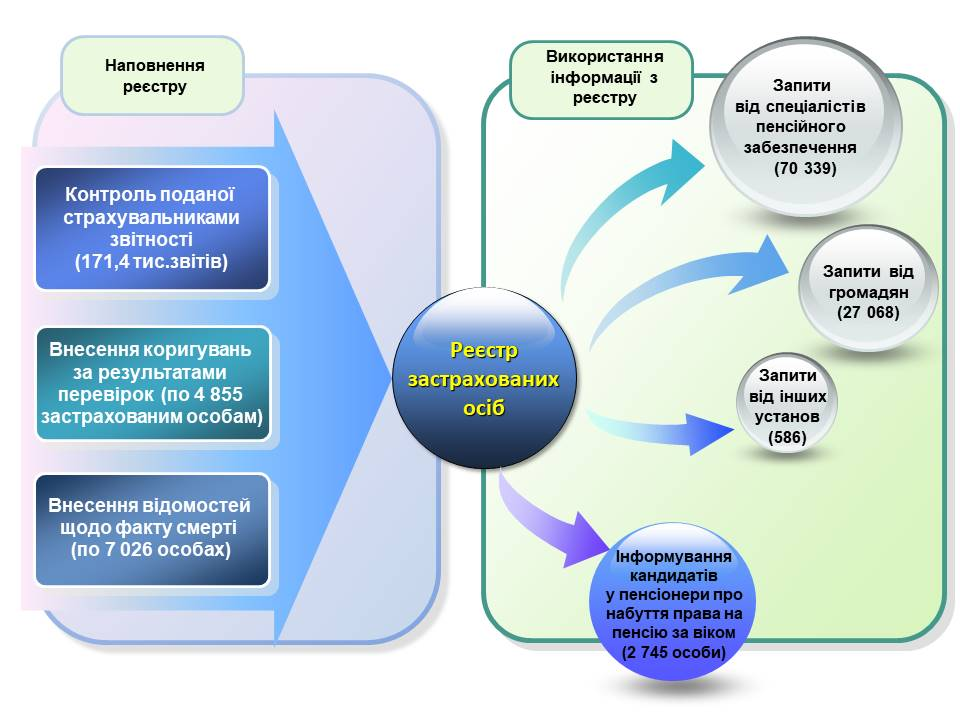 Наповнення
реєстру
Контроль поданої
страхувальниками
звітності
(171,4 тис.звітів)
Внесення коригувань
за результатами
перевірок (по 4 855
застрахованим особам)
Внесення відомостей
щодо факту смерті
(по 7 026 особах)
Реєстр
застрахованих
осіб
Використання
інформації з
реєстру
Запити
від спеціалістів
пенсійного
забезпечення
(70 339)
Запити від
громадян
(27 068)
Запити
від інших
установ
(586)
Інформування
кандидатів
у пенсіонери про
набуття права на
пенсію за віком
(2 745 особи)